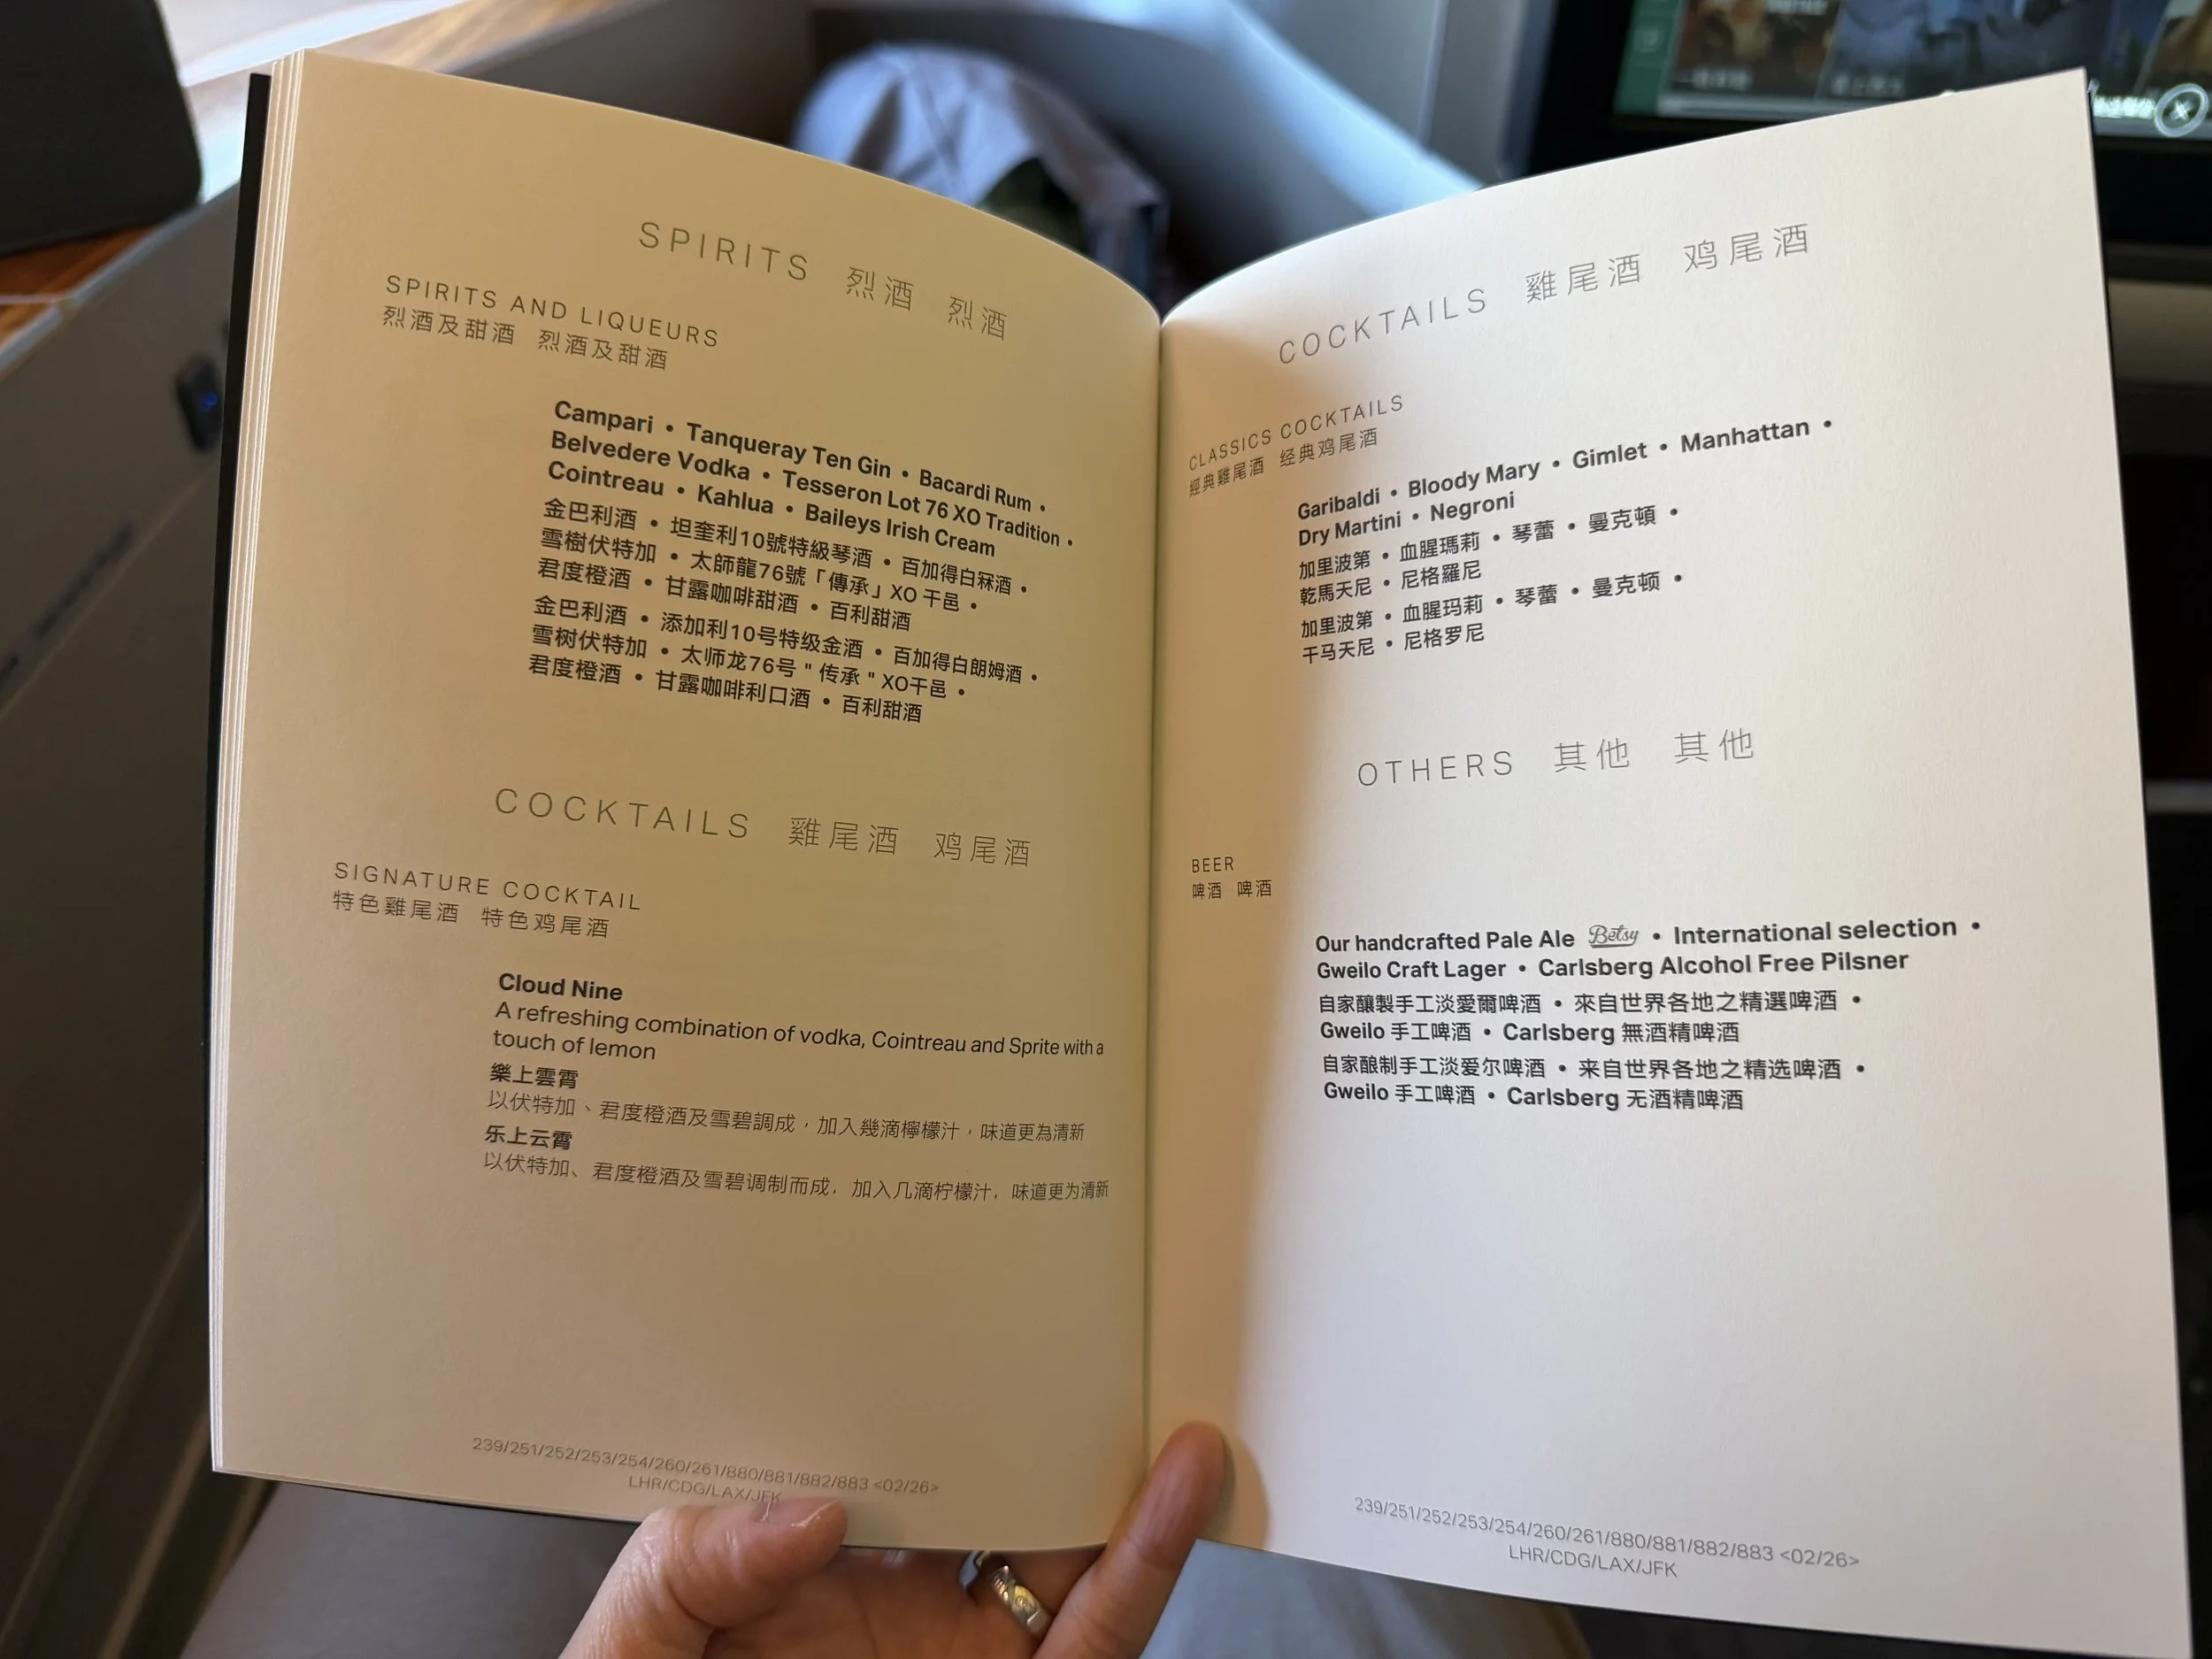 SPIRITS 烈酒 烈酒
SPIRITS AND LIQUEURS
烈酒及甜酒 烈酒及甜酒
Campari • Tanqueray Ten Gin • Bacardi Rum •
Belvedere Vodka • Tesseron Lot 76 XO Tradition •
Cointreau • Kahlua • Baileys Irish Cream
金巴利酒 • 坦奎利10號特級琴酒 • 百加得白冧酒 •
雪樹伏特加 • 太師龍76號「傳承」XO 干邑 •
君度橙酒 • 甘露咖啡甜酒 • 百利甜酒
金巴利酒 • 添加利10号特级金酒 • 百加得白朗姆酒 •
雪树伏特加 • 太师龙76号 " 传承 " XO干邑 •
君度橙酒 • 甘露咖啡利口酒 • 百利甜酒
COCKTAILS 雞尾酒 鸡尾酒
SIGNATURE COCKTAIL
特色雞尾酒 特色鸡尾酒
Cloud Nine
A refreshing combination of vodka, Cointreau and Sprite with a
touch of lemon
樂上雲霄
以伏特加、君度橙酒及雪碧調成，加入幾滴檸檬汁，味道更為清新
乐上云霄
以伏特加、君度橙酒及雪碧调制而成，加入几滴柠檬汁，味道更为清新
239/251/252/253/254/260/261/880/881/882/883 <02/26>
LHR/CDG/LAX/JFK
COCKTAILS 雞尾酒 鸡尾酒
CLASSICS COCKTAILS
經典雞尾酒 经典鸡尾酒
Garibaldi • Bloody Mary • Gimlet • Manhattan •
Dry Martini • Negroni
加里波第 • 血腥瑪莉 • 琴蕾 • 曼克頓 •
乾馬天尼 • 尼格羅尼
加里波第 • 血腥玛莉 • 琴蕾 • 曼克顿 •
干马天尼 • 尼格罗尼
OTHERS 其他 其他
BEER
啤酒 啤酒
Our handcrafted Pale Ale Betsy • International selection •
Gweilo Craft Lager • Carlsberg Alcohol Free Pilsner
自家釀製手工淡愛爾啤酒 • 來自世界各地之精選啤酒 •
Gweilo 手工啤酒 • Carlsberg 無酒精啤酒
自家酿制手工淡爱尔啤酒 • 来自世界各地之精选啤酒 •
Gweilo 手工啤酒 • Carlsberg 无酒精啤酒
239/251/252/253/254/260/261/880/881/882/883 <02/26>
LHR/CDG/LAX/JFK